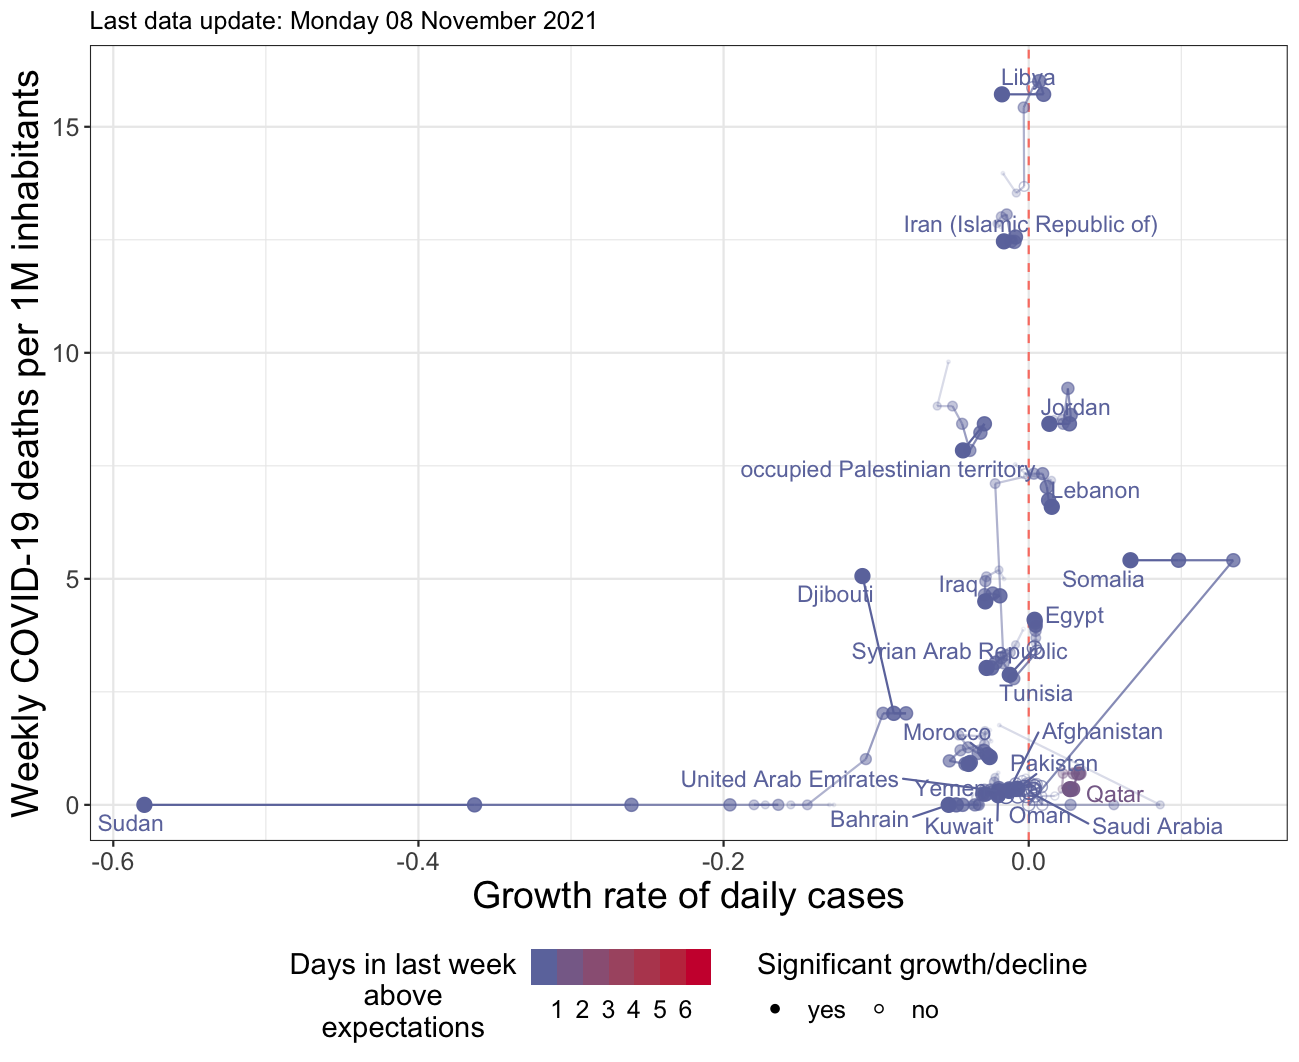 Last data update: Monday 08 November 2021
Weekly COVID-19 deaths per 1M inhabitants
15
10
5
0
Libya
Iran (Islamic Republic of)
Jordan
occupied Palestinian territory
Lebanon
Iraq
Somalia
Djibouti
Egypt
Syrian Arab Republic
Tunisia
Morocco
Afghanistan
Pakistan
United Arab Emirates
Yemen
Qatar
Bahrain
Kuwait
Oman
Saudi Arabia
Sudan
-0.6
-0.4
-0.2
0.0
Growth rate of daily cases
Days in last week
above
expectations
1 2 3 4 5 6
Significant growth/decline
yes
no